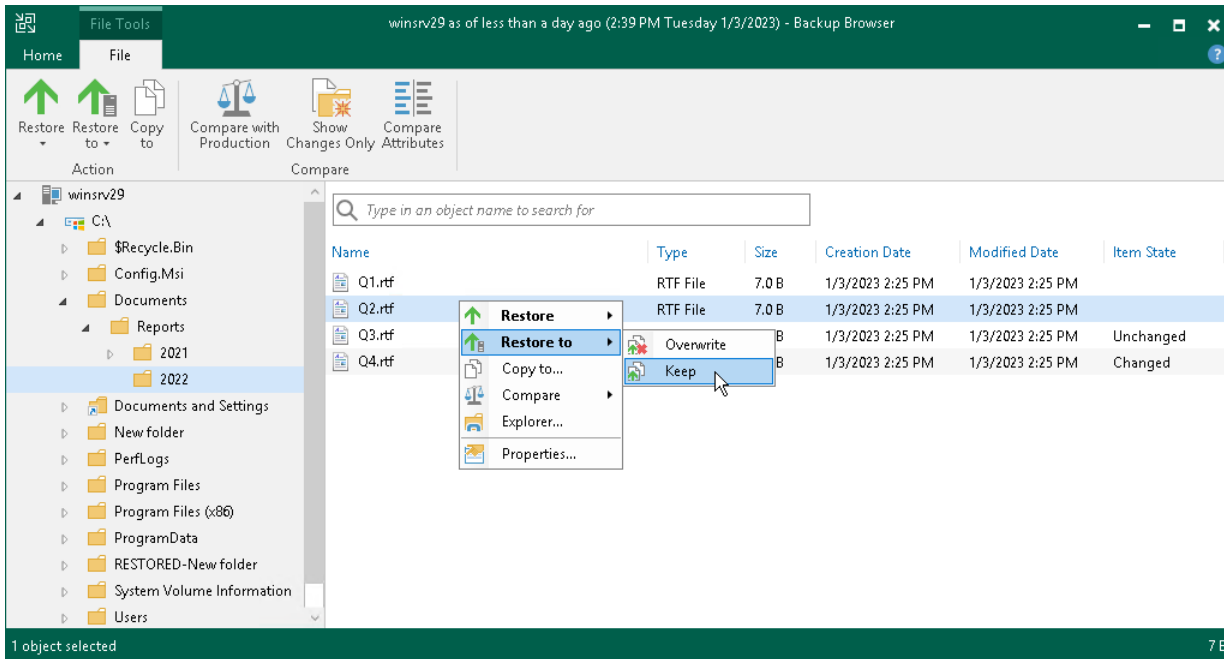 File Tools
winsrv29 as of less than a day ago (2:39 PM Tuesday 1/3/2023) - Backup Browser
Home File
Restore Restore to Copy to Compare with Production Show Changes Only Compare Attributes
Action Compare
winsrv29
C:\
$Recycle.Bin
Config.Msi
Documents
Reports
2021
2022
Documents and Settings
New folder
PerfLogs
Program Files
Program Files (x86)
ProgramData
RESTORED-New folder
System Volume Information
Users
Type in an object name to search for
Name Type Size Creation Date Modified Date Item State
Q1.rtf RTF File 7.0 B 1/3/2023 2:25 PM 1/3/2023 2:25 PM
Q2.rtf RTF File 7.0 B 1/3/2023 2:25 PM 1/3/2023 2:25 PM
Q3.rtf B 1/3/2023 2:25 PM 1/3/2023 2:25 PM Unchanged
Q4.rtf B 1/3/2023 2:25 PM 1/3/2023 2:25 PM Changed
Restore
Restore to
Copy to...
Compare
Explorer...
Properties...
Overwrite
Keep
1 object selected 7